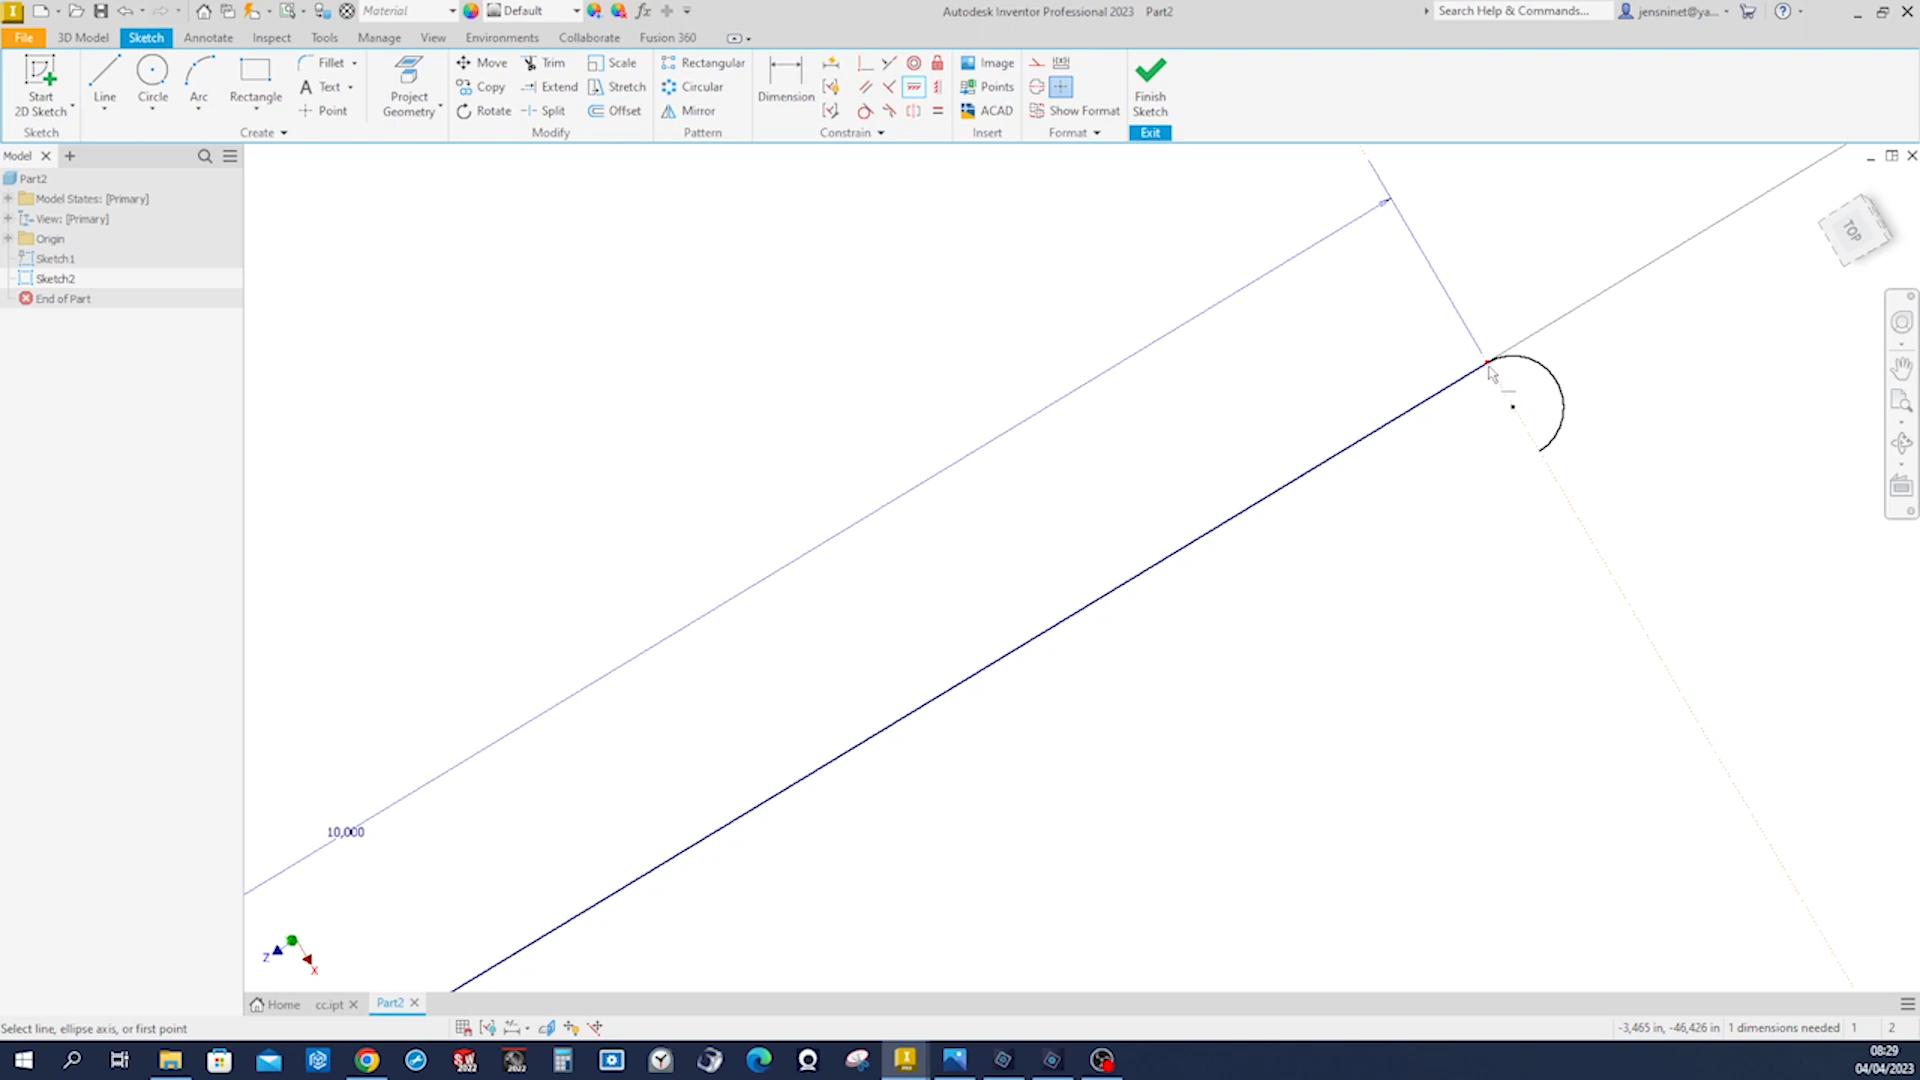 Material Default Autodesk Inventor Professional 2023 Part2 Search Help & Commands... jensninet@ya...
File 3D Model Sketch Annotate Inspect Tools Manage View Environments Collaborate Fusion 360
Start 2D Sketch Line Circle Arc Rectangle Fillet Text Point Project Geometry Move Copy Rotate Trim Extend Split Scale Stretch Offset Rectangular Circular Mirror Dimension Image Points ACAD Show Format Finish Sketch
Sketch Create Modify Pattern Constrain Insert Format Exit
Model
Part2
Model States: [Primary]
View: [Primary]
Origin
Sketch1
Sketch2
End of Part
TOP
10,000
Z
X
Home cc.ipt Part2
Select line, ellipse axis, or first point -3,465 in, -46,426 in 1 dimensions needed 1 2
SW 2022 2022
08:29
04/04/2023